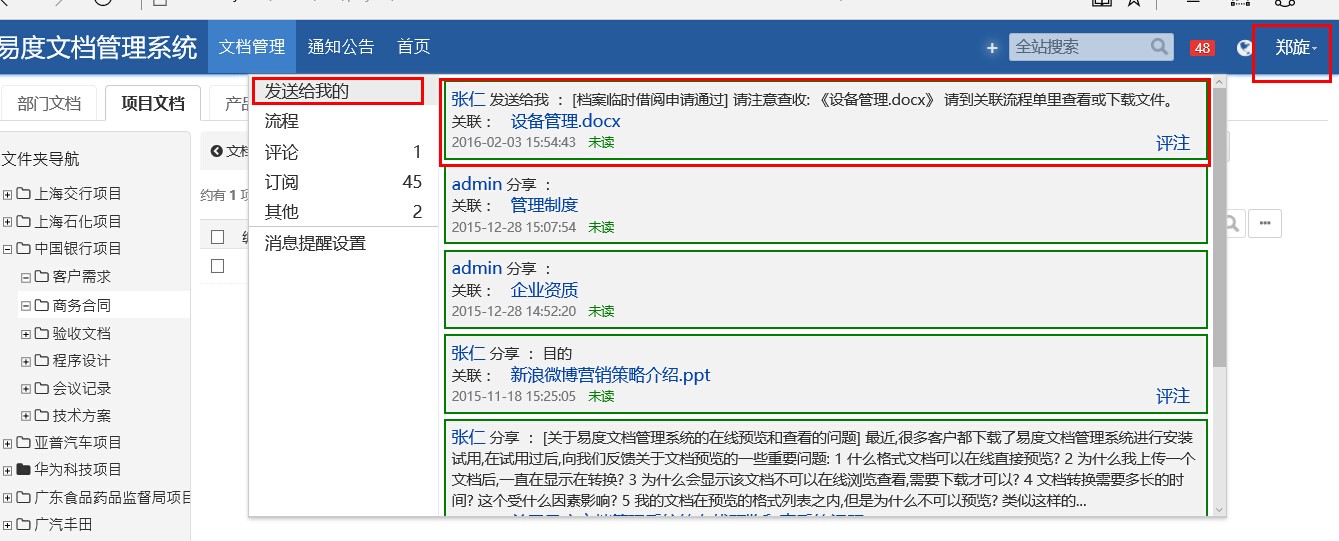 易度文档管理系统
文档管理
通知公告
首页
+
全站搜索
48
郑旋
部门文档
项目文档
产品
文件夹导航
上海交行项目
上海石化项目
中国银行项目
客户需求
商务合同
验收文档
程序设计
会议记录
技术方案
亚普汽车项目
华为科技项目
广东食品药品监督局项目
广汽丰田
文档
约有 1 项
发送给我的
流程
评论 1
订阅 45
其他 2
消息提醒设置
张仁 发送给我 : [档案临时借阅申请通过] 请注意查收: 《设备管理.docx》 请到关联流程单里查看或下载文件。
关联: 设备管理.docx
2016-02-03 15:54:43 未读 评注
admin 分享 :
关联: 管理制度
2015-12-28 15:07:54 未读
admin 分享 :
关联: 企业资质
2015-12-28 14:52:20 未读
张仁 分享 : 目的
关联: 新浪微博营销策略介绍.ppt
2015-11-18 15:25:05 未读 评注
张仁 分享 : [关于易度文档管理系统的在线预览和查看的问题] 最近,很多客户都下载了易度文档管理系统进行安装
试用,在试用过后,向我们反馈关于文档预览的一些重要问题: 1 什么格式文档可以在线直接预览? 2 为什么我上传一个
文档后,一直在显示在转换? 3 为什么会显示该文档不可以在线浏览查看,需要下载才可以? 4 文档转换需要多长的时
间? 这个受什么因素影响? 5 我的文档在预览的格式列表之内,但是为什么不可以预览? 类似这样的...